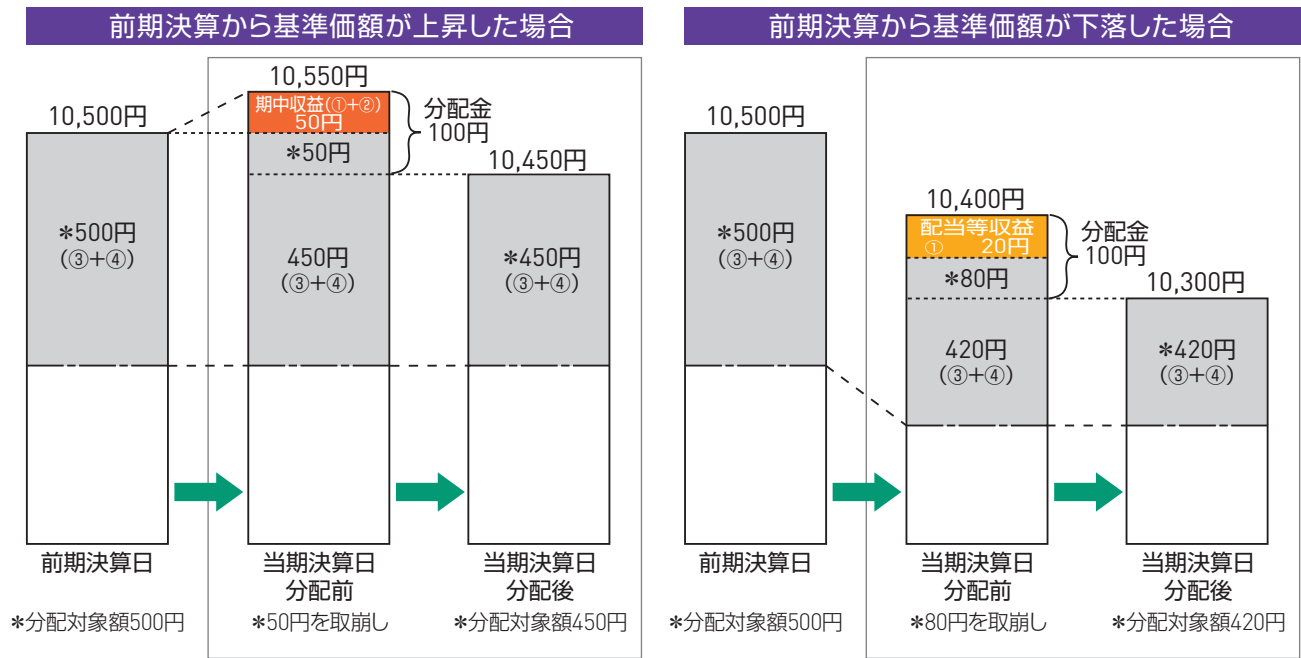 前期決算から基準価額が上昇した場合
10,500円
＊500円
(③+④)
10,550円
期中収益(①+②)
50円
＊50円
450円
(③+④)
分配金
100円
10,450円
＊450円
(③+④)
前期決算日
当期決算日
分配前
当期決算日
分配後
＊分配対象額500円
＊50円を取崩し
＊分配対象額450円
前期決算から基準価額が下落した場合
10,500円
＊500円
(③+④)
10,400円
配当等収益
① 20円
＊80円
420円
(③+④)
分配金
100円
10,300円
＊420円
(③+④)
前期決算日
当期決算日
分配前
当期決算日
分配後
＊分配対象額500円
＊80円を取崩し
＊分配対象額420円